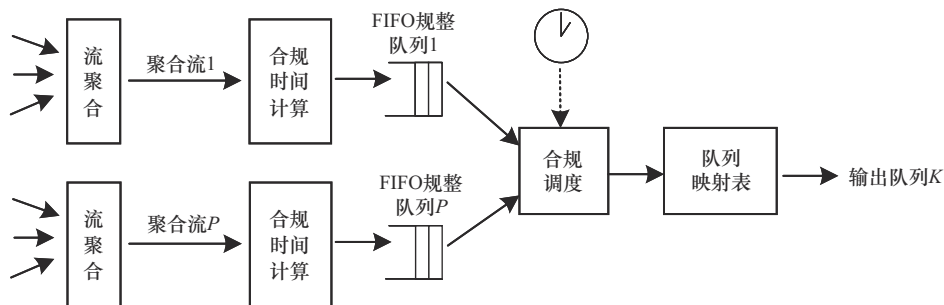 流
聚
合
聚合流1
合规
时间
计算
FIFO规整
队列1
流
聚
合
聚合流P
合规
时间
计算
FIFO规整
队列P
合规
调度
队列
映射表
输出队列K